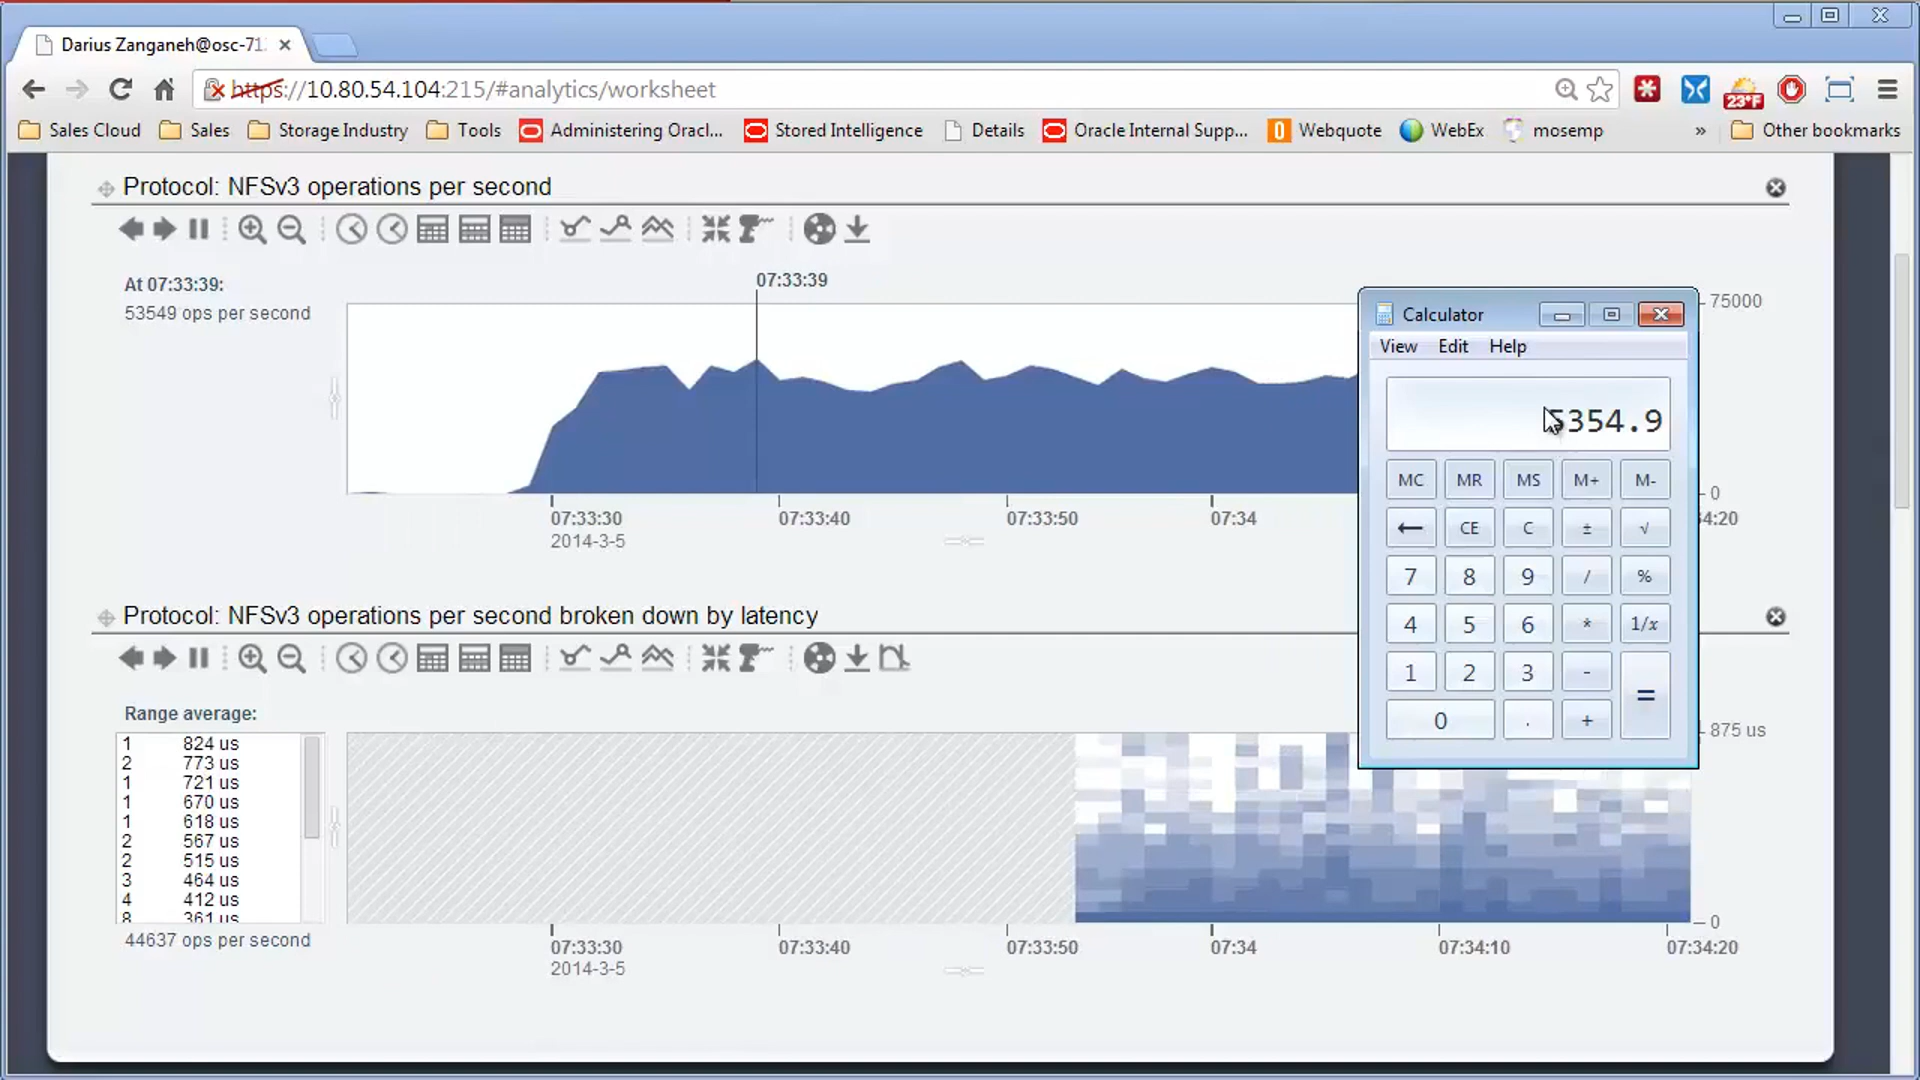 Darius Zanganeh@osc-71
https://10.80.54.104:215/#analytics/worksheet
23°F
Sales Cloud
Sales
Storage Industry
Tools
Administering Oracl...
Stored Intelligence
Details
Oracle Internal Supp...
Webquote
WebEx
mosemp
»
Other bookmarks
Protocol: NFSv3 operations per second
At 07:33:39:
53549 ops per second
07:33:39
75000
0
07:33:30
07:33:40
07:33:50
07:34
34:20
2014-3-5
Calculator
View Edit Help
5354.9
MC MR MS M+ M-
← CE C ± √
7 8 9 / %
4 5 6 * 1/x
1 2 3 - =
0 . +
Protocol: NFSv3 operations per second broken down by latency
Range average:
1 824 us
2 773 us
1 721 us
1 670 us
1 618 us
2 567 us
2 515 us
3 464 us
4 412 us
8 361 us
44637 ops per second
875 us
0
07:33:30
07:33:40
07:33:50
07:34
07:34:10
07:34:20
2014-3-5